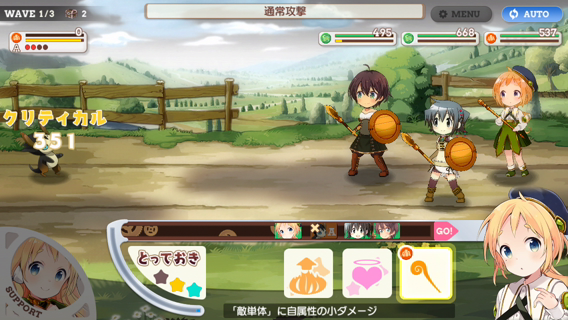 WAVE 1/3 2
通常攻撃
MENU
AUTO
0
A
495
668
537
クリティカル
351
GO!
とっておき
SUPPORT
「敵単体」に自属性の小ダメージ